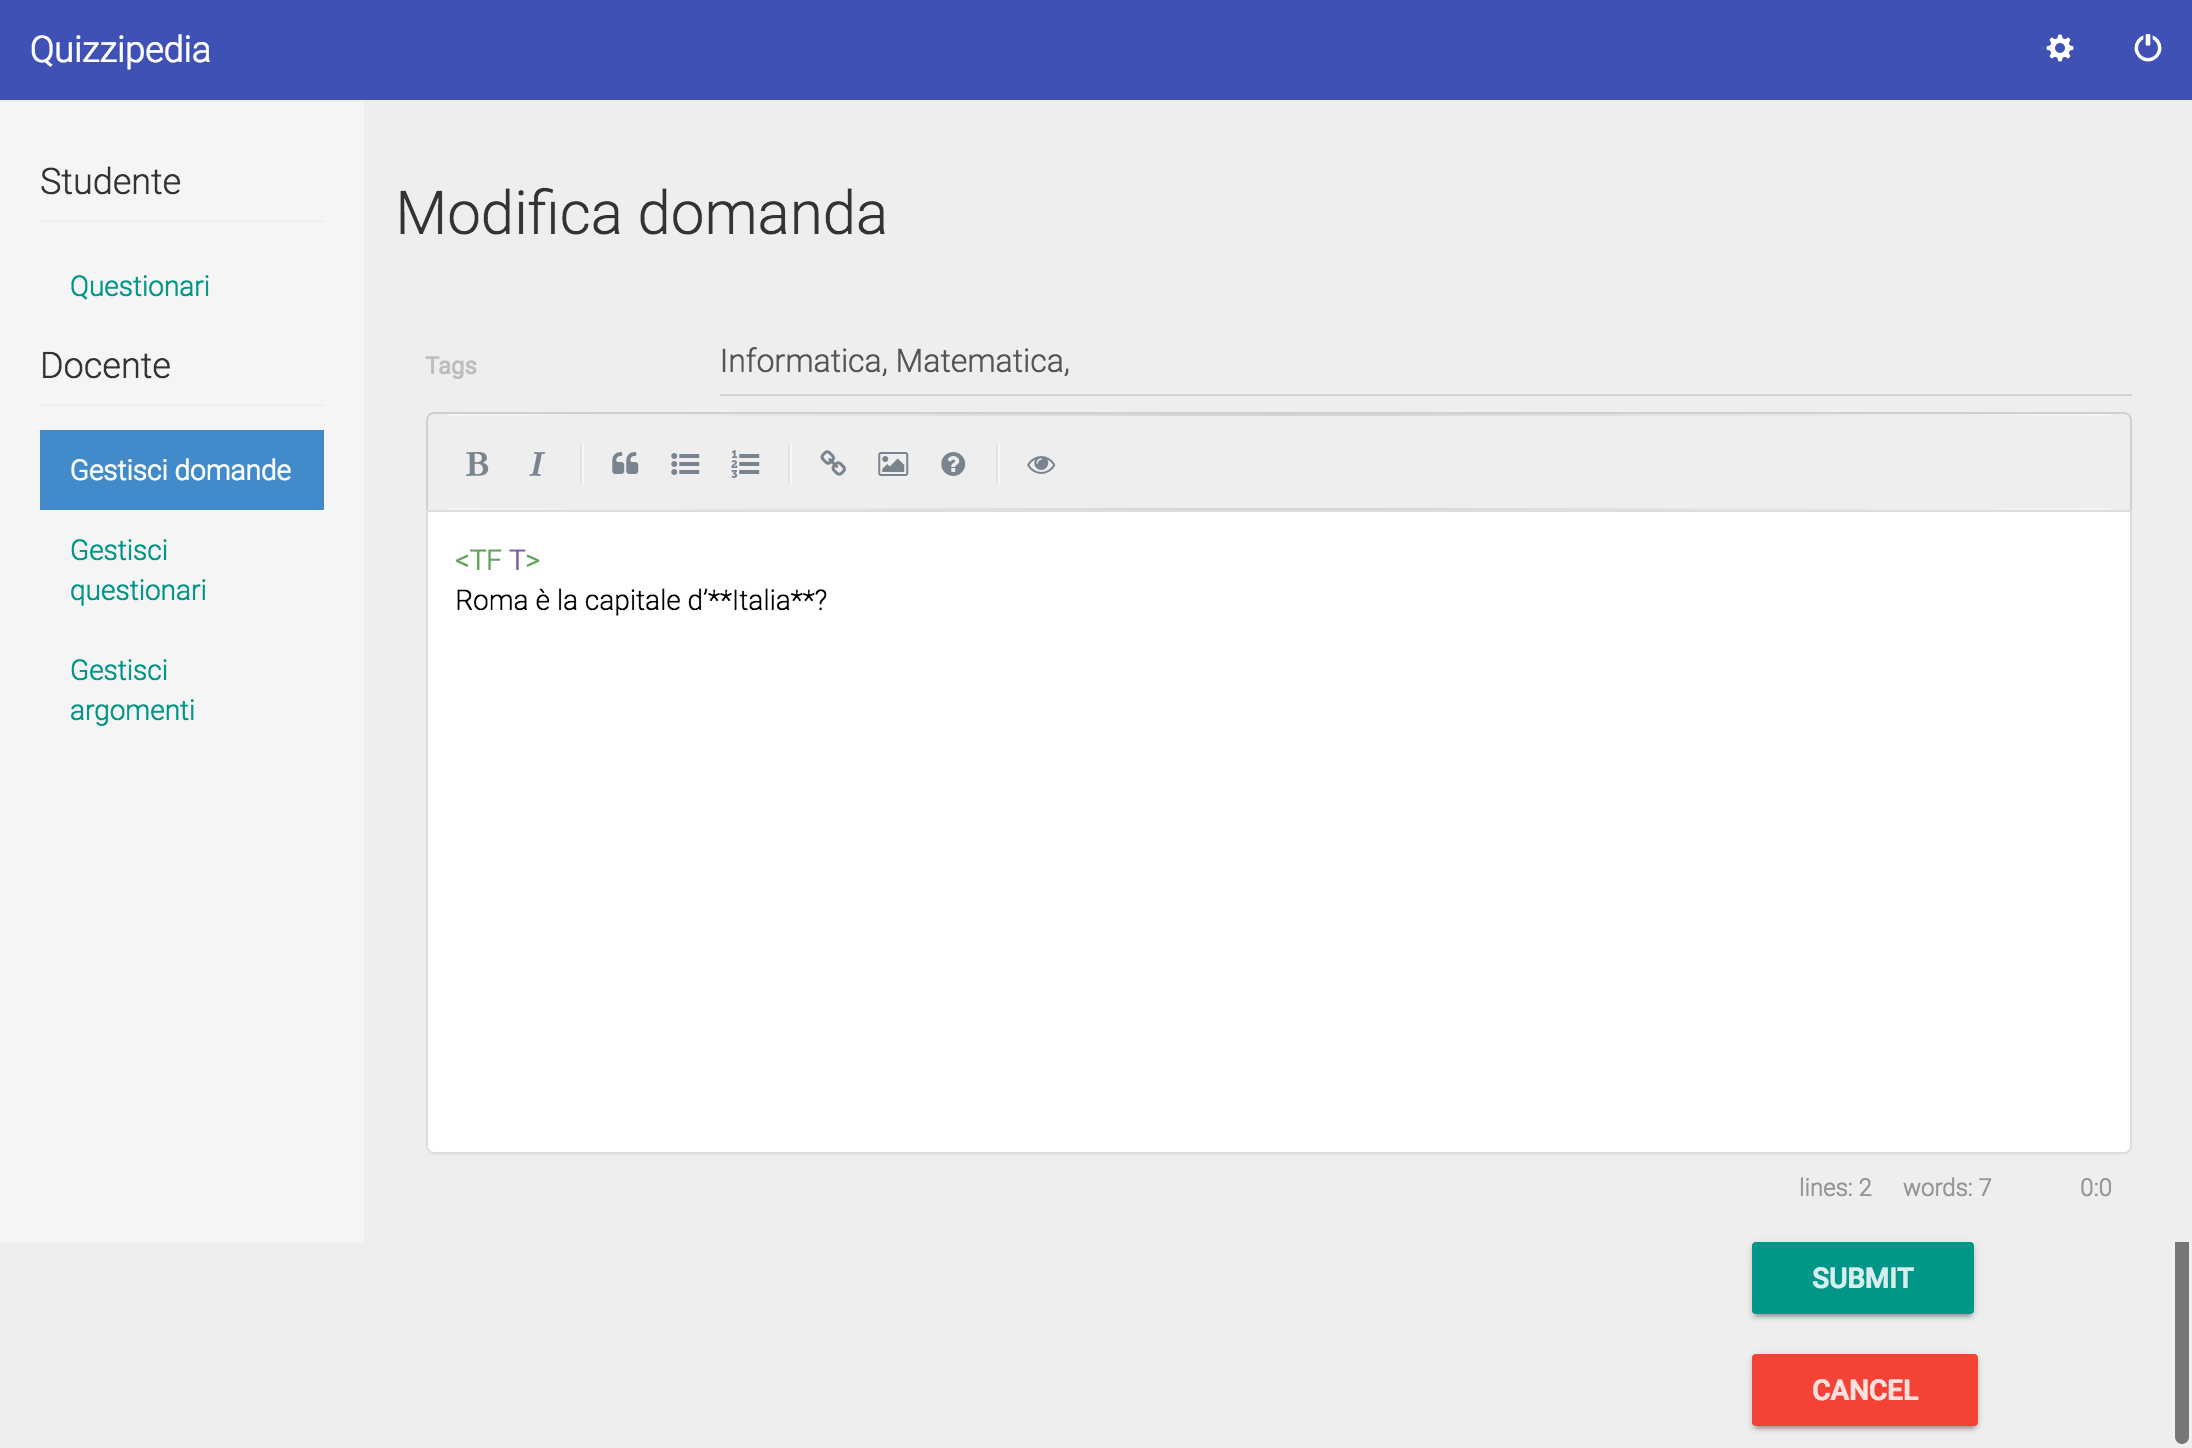 Quizzipedia
Studente
Questionari
Docente
Gestisci domande
Gestisci
questionari
Gestisci
argomenti
Modifica domanda
Tags Informatica, Matematica,
B I
<TF T>
Roma è la capitale d’**Italia**?
lines: 2 words: 7 0:0
SUBMIT
CANCEL